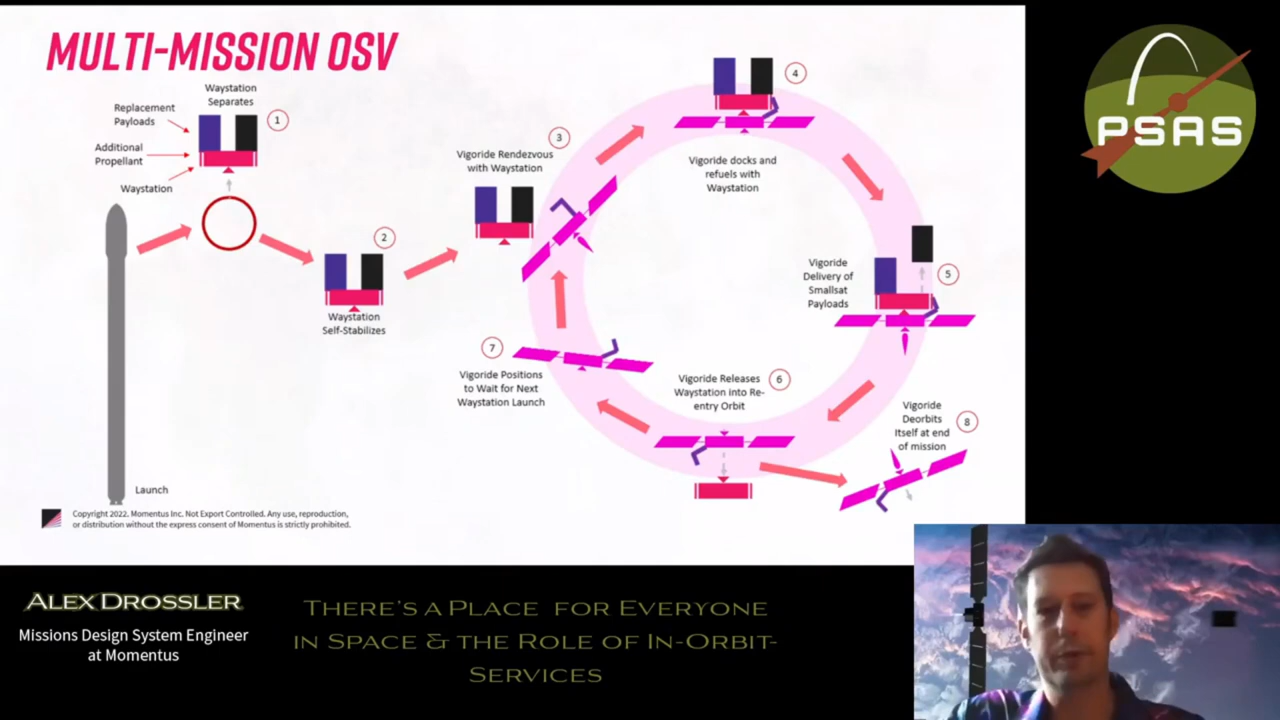 MULTI-MISSION OSV
Waystation
Separates
1
Replacement
Payloads
Additional
Propellant
Waystation
Launch
2
Waystation
Self-Stabilizes
3
Vigoride Rendezvous
with Waystation
4
Vigoride docks and
refuels with
Waystation
5
Vigoride
Delivery of
Smallsat
Payloads
6
Vigoride Releases
Waystation into Re-
entry Orbit
7
Vigoride Positions
to Wait for Next
Waystation Launch
8
Vigoride
Deorbits
Itself at end
of mission
Copyright 2022. Momentus Inc. Not Export Controlled. Any use, reproduction,
or distribution without the express consent of Momentus is strictly prohibited.
PSAS
ALEX DROSSLER
Missions Design System Engineer
at Momentus
THERE'S A PLACE FOR EVERYONE
IN SPACE & THE ROLE OF IN-ORBIT-
SERVICES